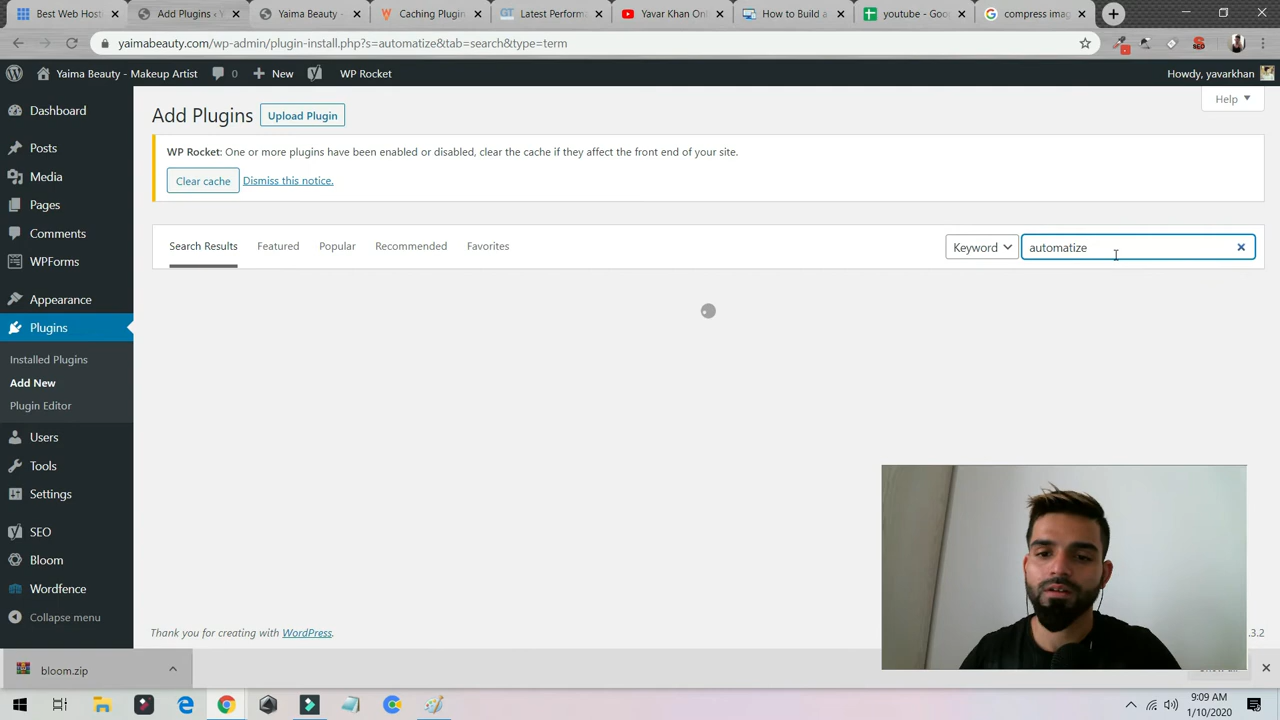 Best Web Host
Add Plugins ‹ Y
Yaima Beauty -
Caching Plugin
Latest Perform
Yavar Khan On
How to Build a
youtube - Goo
compress imag
yaimabeauty.com/wp-admin/plugin-install.php?s=automatize&tab=search&type=term
Yaima Beauty - Makeup Artist
0
New
WP Rocket
Howdy, yavarkhan
Dashboard
Posts
Media
Pages
Comments
WPForms
Appearance
Plugins
Installed Plugins
Add New
Plugin Editor
Users
Tools
Settings
SEO
Bloom
Wordfence
Collapse menu
Help
Add Plugins
Upload Plugin
WP Rocket: One or more plugins have been enabled or disabled, clear the cache if they affect the front end of your site.
Clear cache
Dismiss this notice.
Search Results
Featured
Popular
Recommended
Favorites
Keyword
automatize
Thank you for creating with WordPress.
.3.2
bloom.zip
9:09 AM
1/10/2020